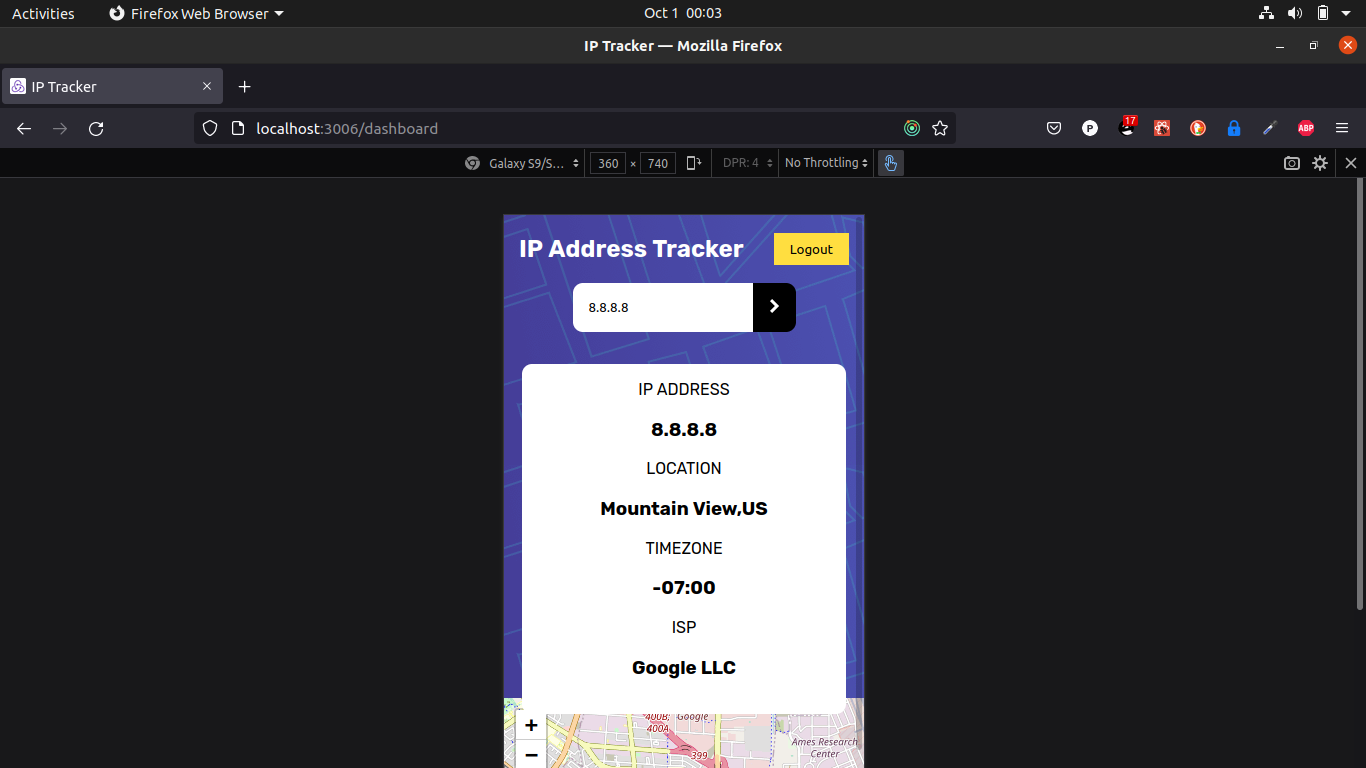 Activities Firefox Web Browser Oct 1 00:03
IP Tracker — Mozilla Firefox
IP Tracker
localhost:3006/dashboard P 17 ABP
Galaxy S9/S... 360 × 740 DPR: 4 No Throttling
IP Address Tracker Logout
8.8.8.8
IP ADDRESS
8.8.8.8
LOCATION
Mountain View,US
TIMEZONE
-07:00
ISP
Google LLC
+
−
400B; Google
400A
399
Ames Research
Center